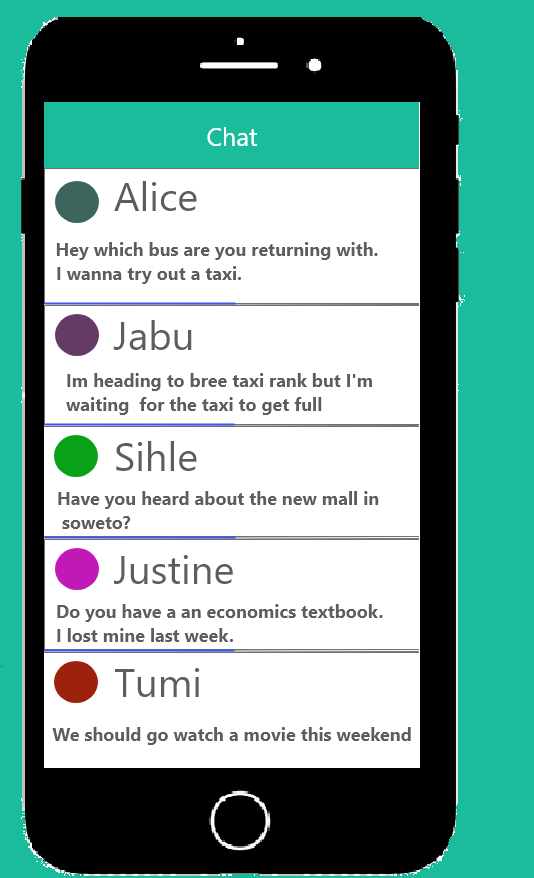 Chat
Alice
Hey which bus are you returning with.
I wanna try out a taxi.
Jabu
Im heading to bree taxi rank but I'm
waiting  for the taxi to get full
Sihle
Have you heard about the new mall in
soweto?
Justine
Do you have a an economics textbook.
I lost mine last week.
Tumi
We should go watch a movie this weekend